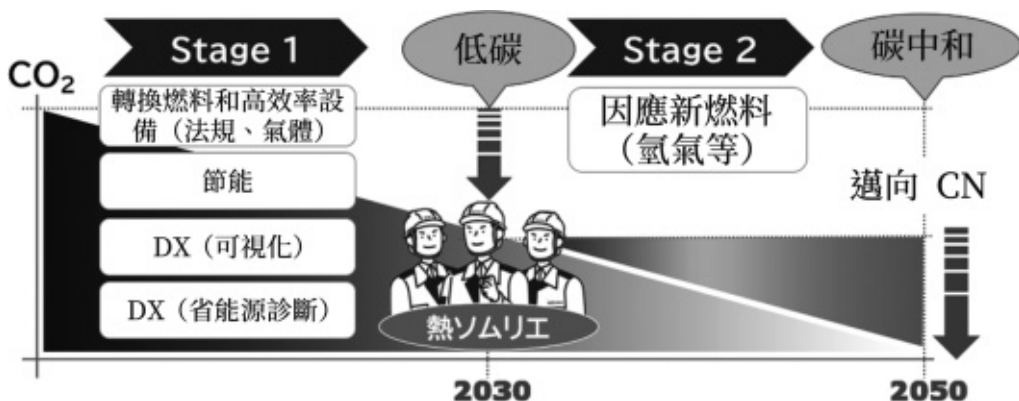 Stage 1
低碳
Stage 2
碳中和
CO₂
轉換燃料和高效率設
備（法規、氣體）
節能
DX（可視化）
DX（省能源診斷）
因應新燃料
（氫氣等）
邁向 CN
熱ソムリエ
2030
2050